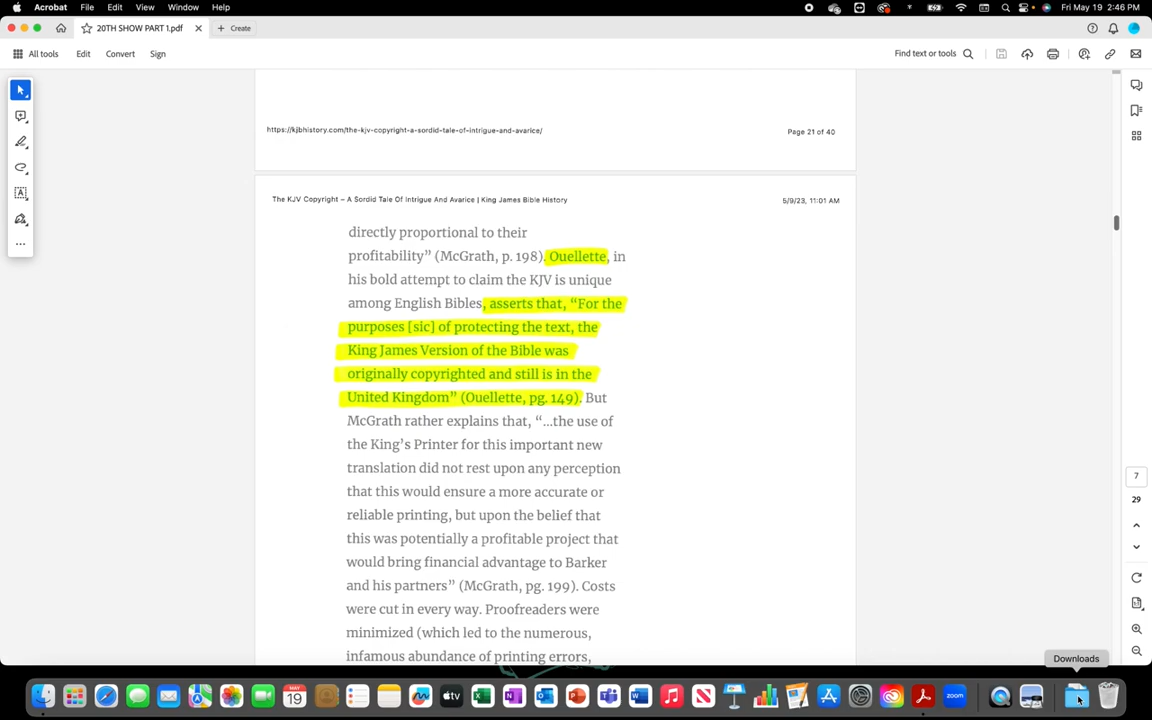 Acrobat File Edit View Window Help
Fri May 19 2:46 PM
20TH SHOW PART 1.pdf
+ Create
All tools Edit Convert Sign
Find text or tools
https://kjbhistory.com/the-kjv-copyright-a-sordid-tale-of-intrigue-and-avarice/ Page 21 of 40
The KJV Copyright – A Sordid Tale Of Intrigue And Avarice | King James Bible History 5/9/23, 11:01 AM
directly proportional to their
profitability” (McGrath, p. 198). Ouellette, in
his bold attempt to claim the KJV is unique
among English Bibles, asserts that, “For the
purposes [sic] of protecting the text, the
King James Version of the Bible was
originally copyrighted and still is in the
United Kingdom” (Ouellette, pg. 149). But
McGrath rather explains that, “…the use of
the King’s Printer for this important new
translation did not rest upon any perception
that this would ensure a more accurate or
reliable printing, but upon the belief that
this was potentially a profitable project that
would bring financial advantage to Barker
and his partners” (McGrath, pg. 199). Costs
were cut in every way. Proofreaders were
minimized (which led to the numerous,
infamous abundance of printing errors,
7
29
Downloads
MAY
19
tv
zoom